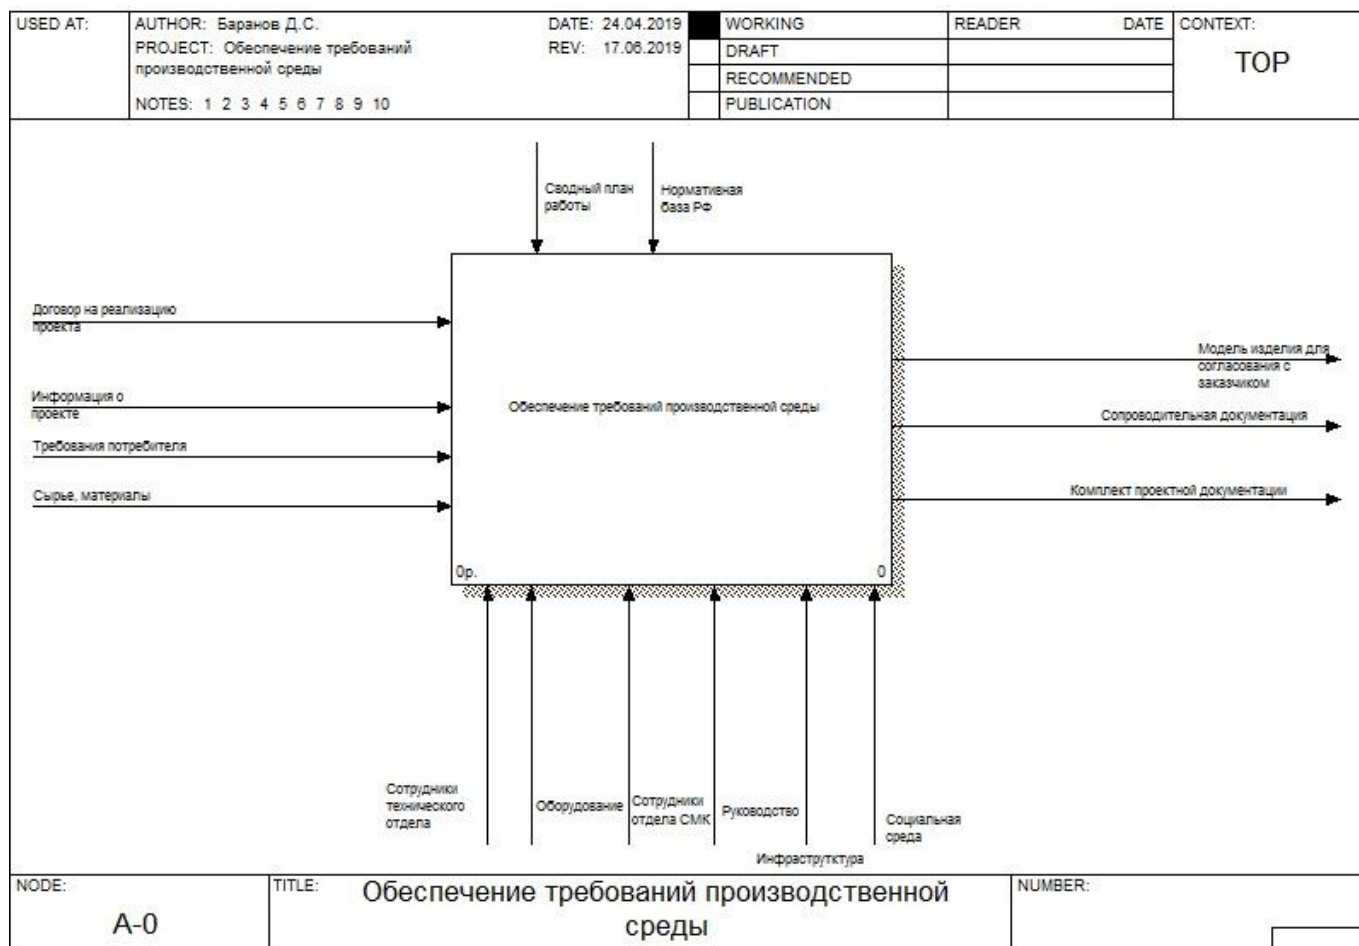 USED AT:
AUTHOR: Баранов Д.С.
DATE: 24.04.2019
PROJECT: Обеспечение требований
производственной среды
REV: 17.06.2019
NOTES: 1 2 3 4 5 6 7 8 9 10
WORKING
DRAFT
RECOMMENDED
PUBLICATION
READER
DATE
CONTEXT:
TOP
Сводный план
работы
Нормативная
база РФ
Договор на реализацию
проекта
Информация о
проекте
Требования потребителя
Сырье, материалы
Обеспечение требований производственной среды
0р.
0
Модель изделия для
согласования с
заказчиком
Сопроводительная документация
Комплект проектной документации
Сотрудники
технического
отдела
Оборудование
Сотрудники
отдела СМК
Руководство
Инфраструтктура
Социальная
среда
NODE:
A-0
TITLE:
Обеспечение требований производственной
среды
NUMBER: